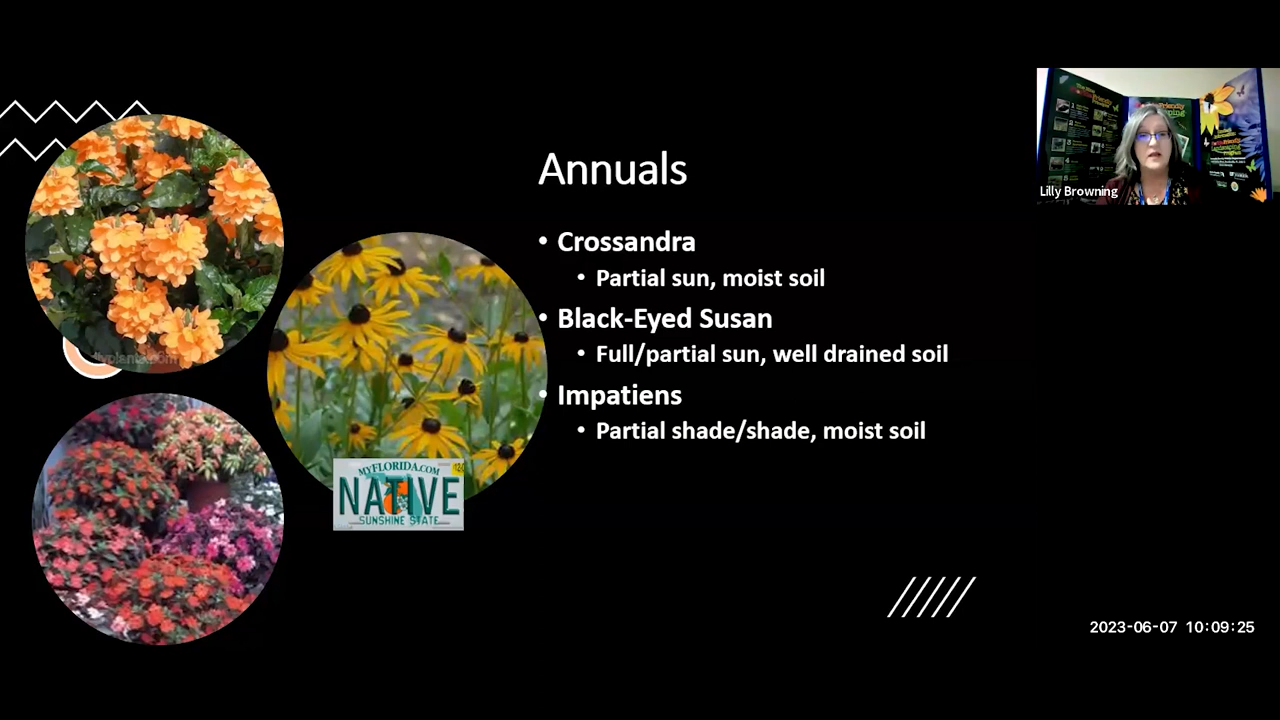 Annuals
• Crossandra
• Partial sun, moist soil
• Black-Eyed Susan
• Full/partial sun, well drained soil
• Impatiens
• Partial shade/shade, moist soil
MYFLORIDA.COM
NATIVE
SUNSHINE STATE
Lilly Browning
2023-06-07 10:09:25